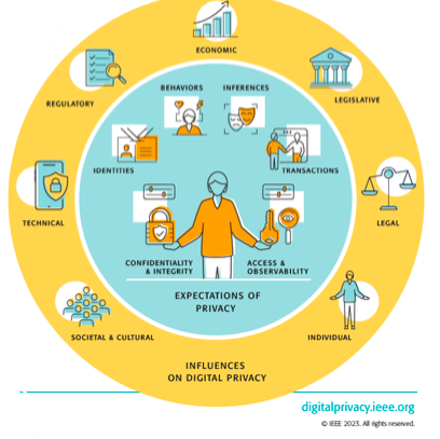 ECONOMIC
REGULATORY
LEGISLATIVE
BEHAVIORS
INFERENCES
IDENTITIES
TRANSACTIONS
TECHNICAL
LEGAL
CONFIDENTIALITY
& INTEGRITY
ACCESS &
OBSERVABILITY
EXPECTATIONS OF
PRIVACY
SOCIETAL & CULTURAL
INDIVIDUAL
INFLUENCES
ON DIGITAL PRIVACY
digitalprivacy.ieee.org
© IEEE 2023. All rights reserved.